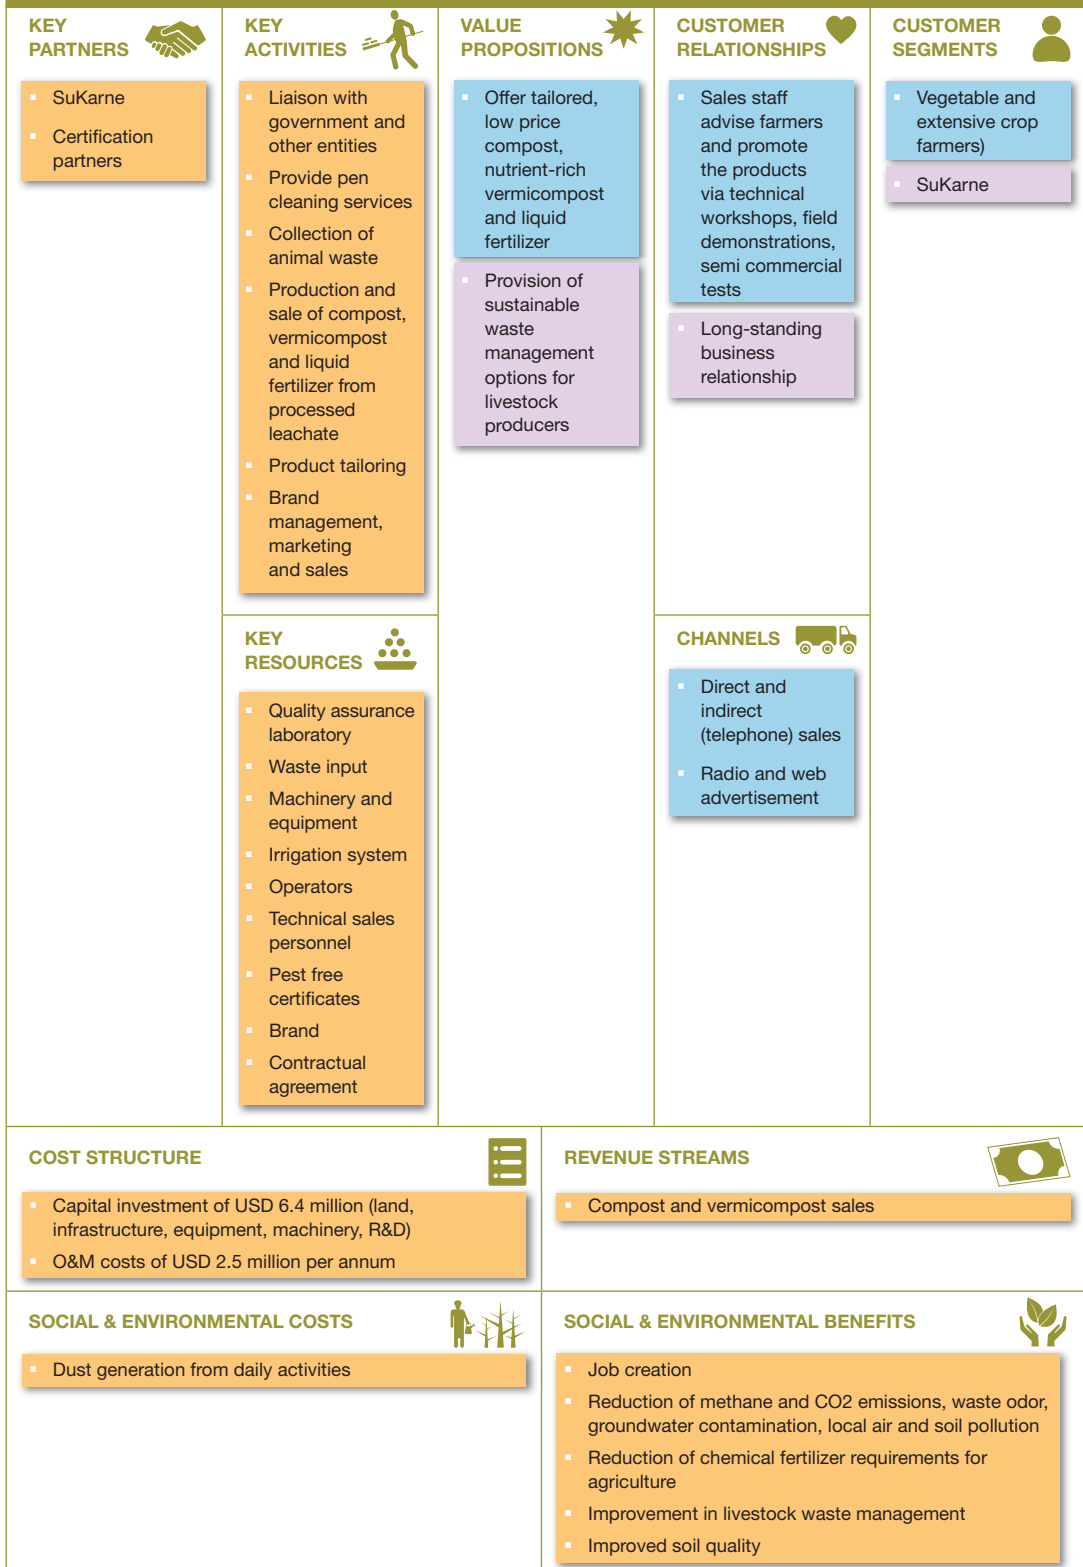 KEY
PARTNERS
SuKarne
Certification
partners
KEY
ACTIVITIES
Liaison with
government and
other entities
Provide pen
cleaning services
Collection of
animal waste
Production and
sale of compost,
vermicompost
and liquid
fertilizer from
processed
leachate
Product tailoring
Brand
management,
marketing
and sales
KEY
RESOURCES
Quality assurance
laboratory
Waste input
Machinery and
equipment
Irrigation system
Operators
Technical sales
personnel
Pest free
certificates
Brand
Contractual
agreement
VALUE
PROPOSITIONS
Offer tailored,
low price
compost,
nutrient-rich
vermicompost
and liquid
fertilizer
Provision of
sustainable
waste
management
options for
livestock
producers
CUSTOMER
RELATIONSHIPS
Sales staff
advise farmers
and promote
the products
via technical
workshops, field
demonstrations,
semi commercial
tests
Long-standing
business
relationship
CHANNELS
Direct and
indirect
(telephone) sales
Radio and web
advertisement
CUSTOMER
SEGMENTS
Vegetable and
extensive crop
farmers)
SuKarne
COST STRUCTURE
Capital investment of USD 6.4 million (land,
infrastructure, equipment, machinery, R&D)
O&M costs of USD 2.5 million per annum
REVENUE STREAMS
Compost and vermicompost sales
SOCIAL & ENVIRONMENTAL COSTS
Dust generation from daily activities
SOCIAL & ENVIRONMENTAL BENEFITS
Job creation
Reduction of methane and CO2 emissions, waste odor,
groundwater contamination, local air and soil pollution
Reduction of chemical fertilizer requirements for
agriculture
Improvement in livestock waste management
Improved soil quality